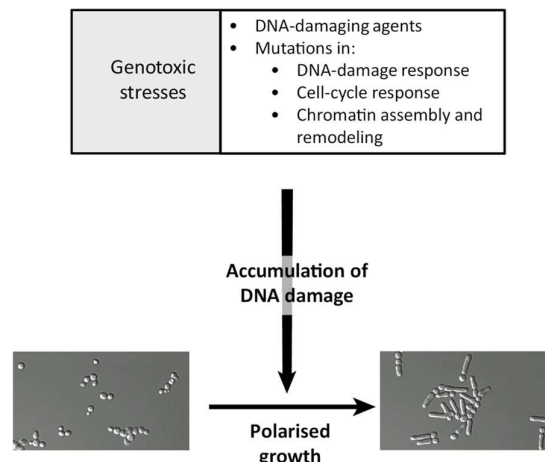 Genotoxic
stresses
• DNA-damaging agents
• Mutations in:
• DNA-damage response
• Cell-cycle response
• Chromatin assembly and
remodeling
Accumulation of
DNA damage
Polarised
growth